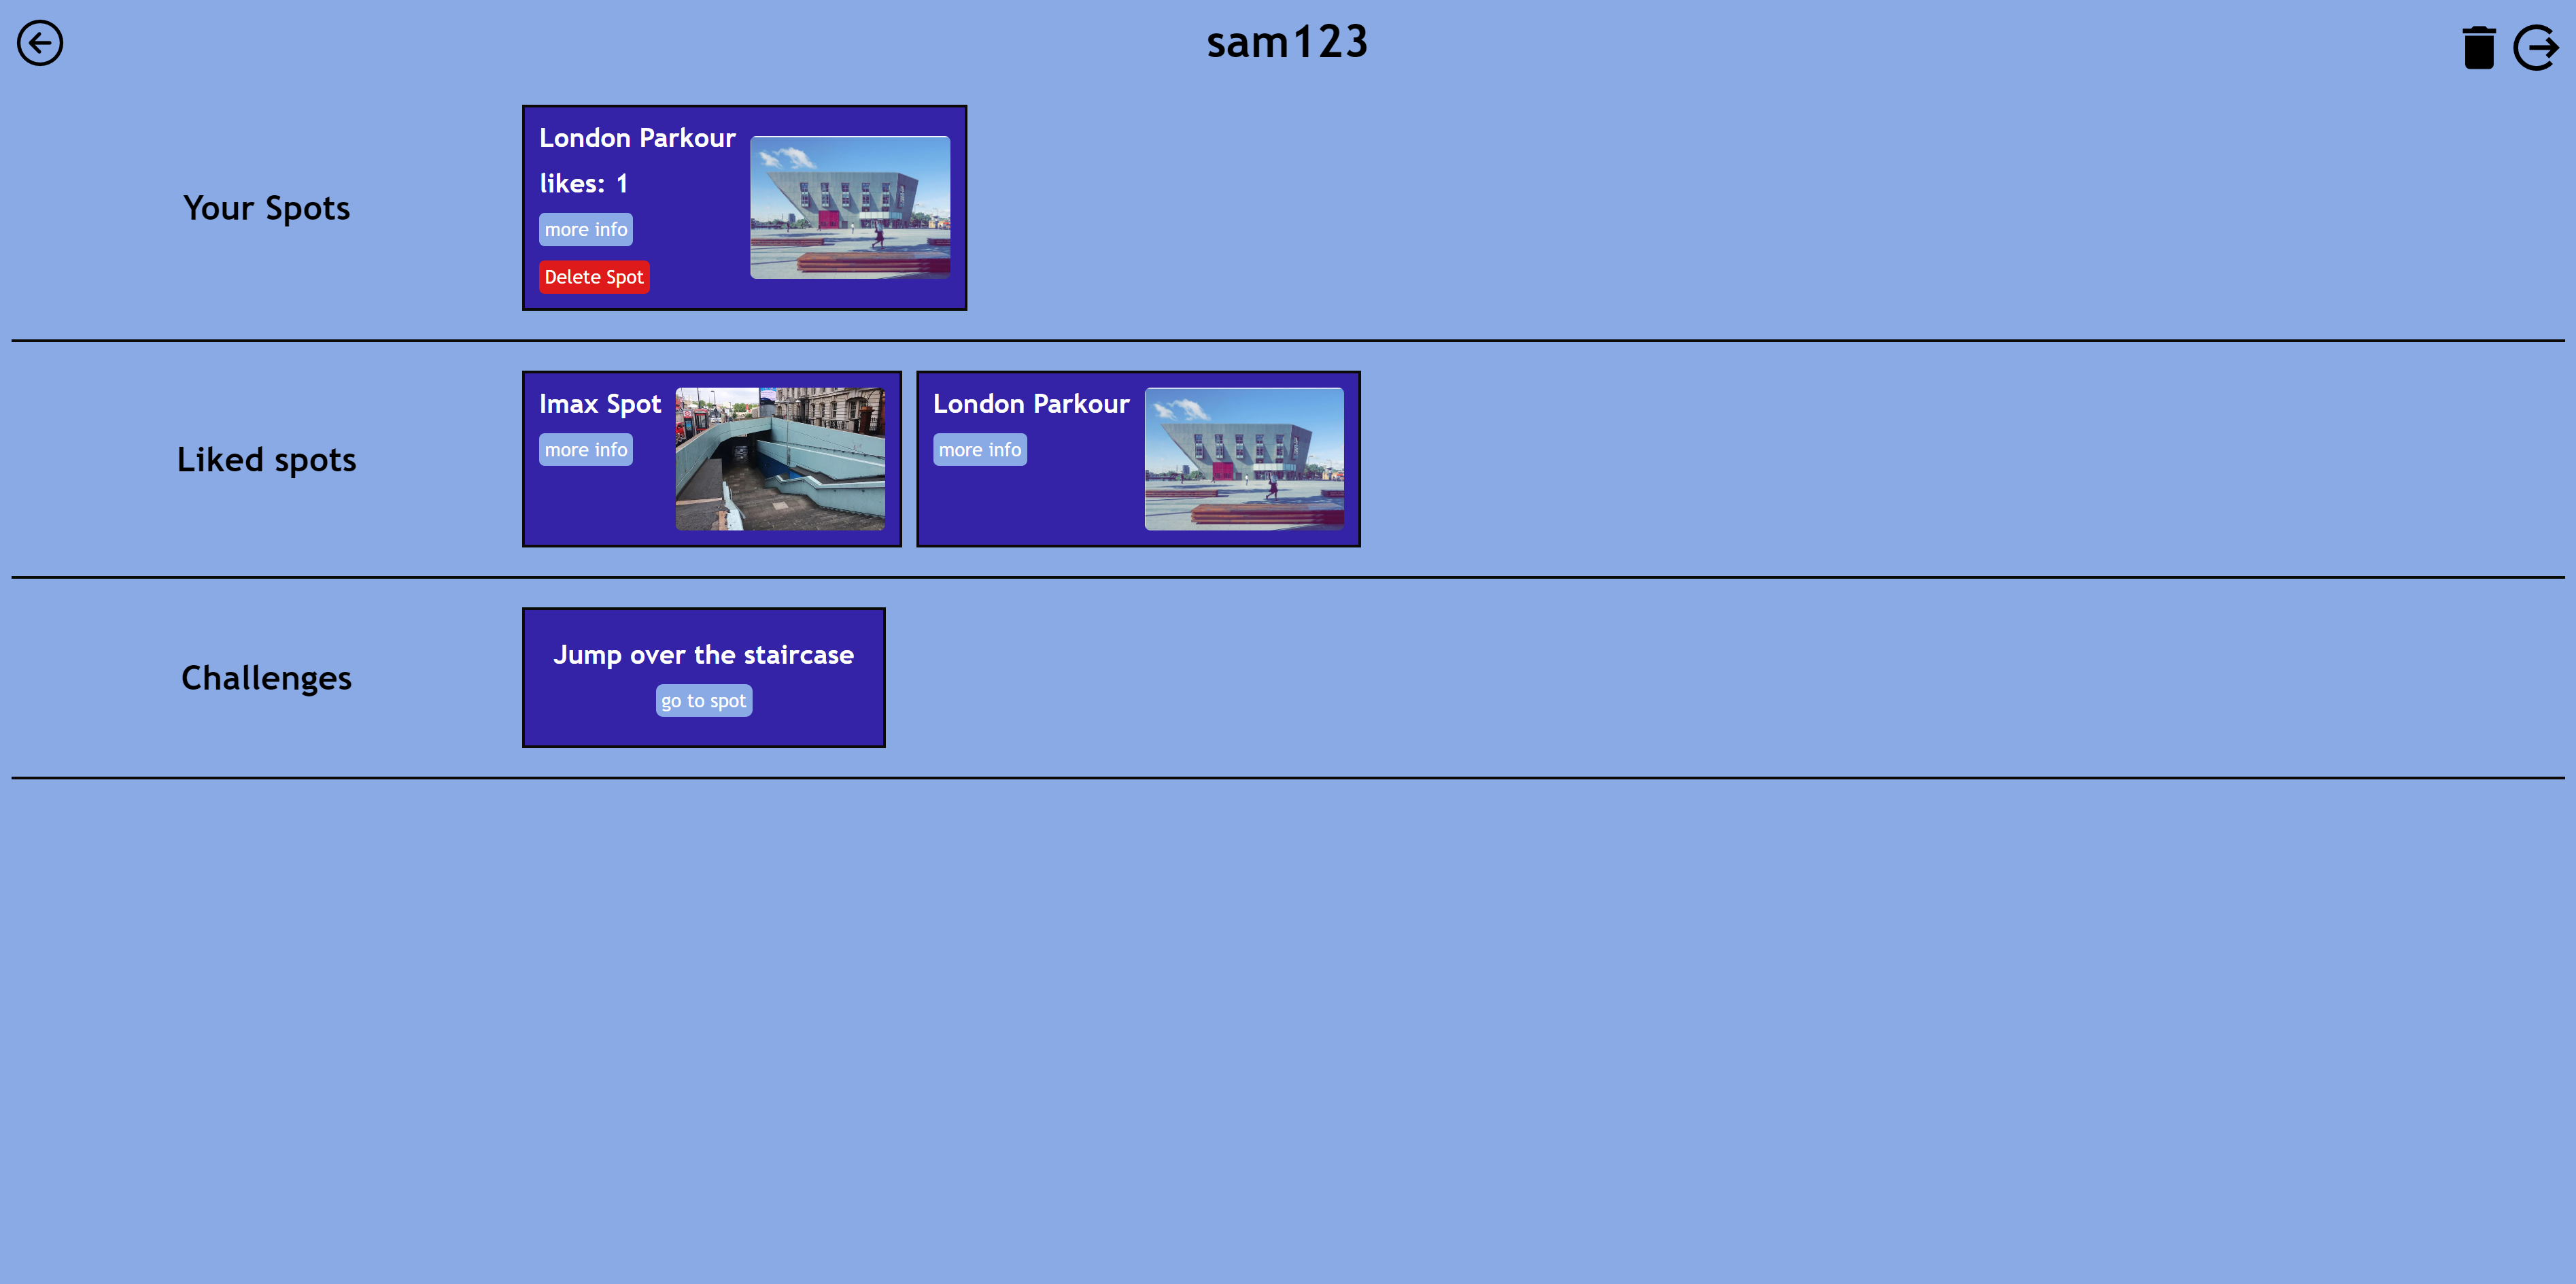 sam123
Your Spots
London Parkour
likes: 1
more info
Delete Spot
Liked spots
Imax Spot
more info
London Parkour
more info
Challenges
Jump over the staircase
go to spot